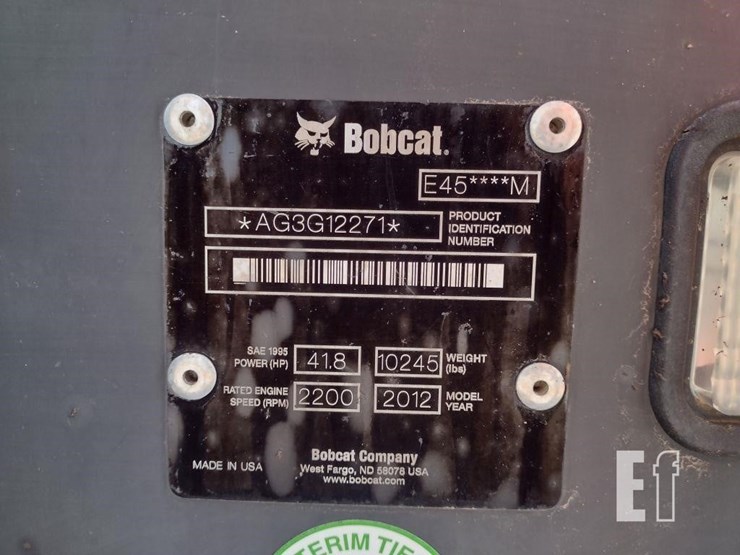 Bobcat.
E45****M
*AG3G12271*
PRODUCT
IDENTIFICATION
NUMBER
SAE 1995
POWER (HP)
41.8
10245
WEIGHT
(lbs)
RATED ENGINE
SPEED (RPM)
2200
2012
MODEL
YEAR
MADE IN USA
Bobcat Company
West Fargo, ND 58078 USA
www.bobcat.com
Ef